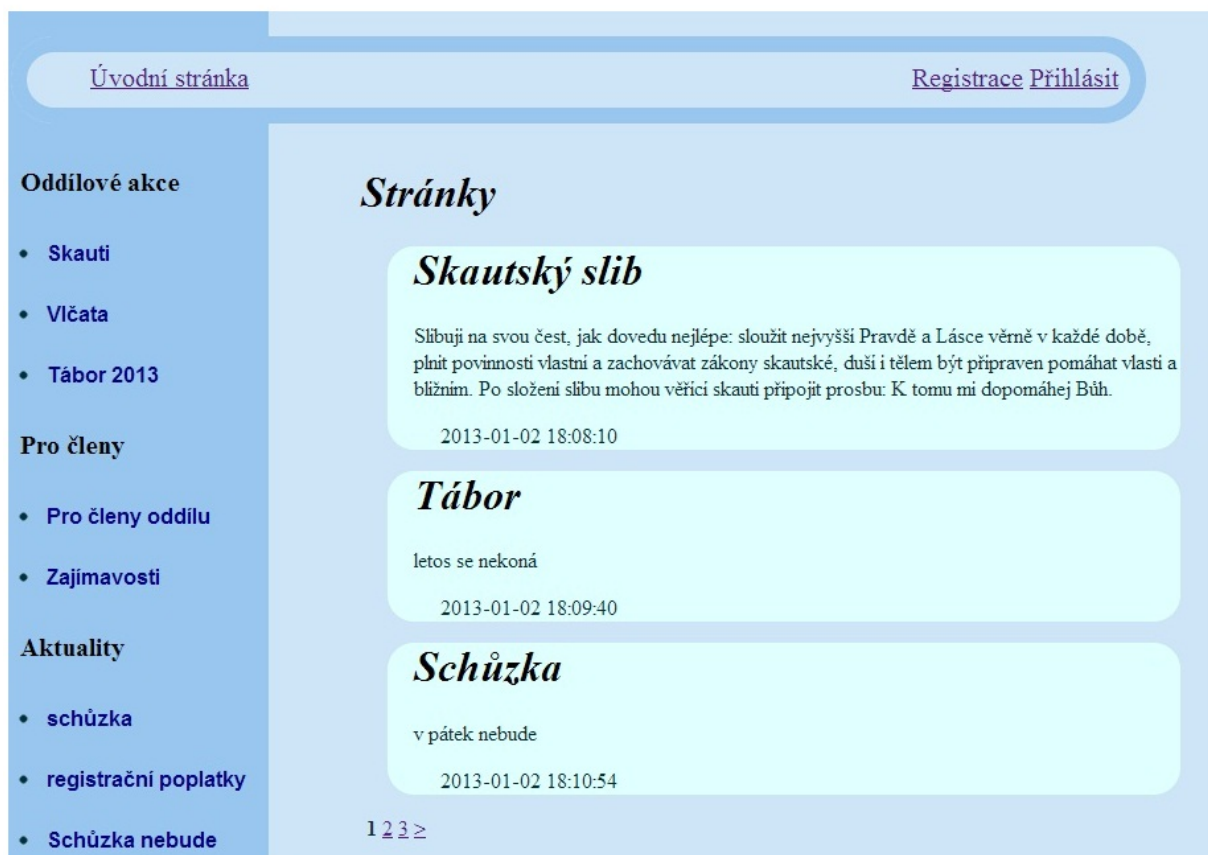 Úvodní stránka
Registrace Přihlásit
Oddílové akce
Skauti
Vlčata
Tábor 2013
Pro členy
Pro členy oddílu
Zajímavosti
Aktuality
schůzka
registrační poplatky
Schůzka nebude
Stránky
Skautský slib
Slibuji na svou čest, jak dovedu nejlépe: sloužit nejvyšší Pravdě a Lásce věrně v každé době,
plnit povinnosti vlastní a zachovávat zákony skautské, duší i tělem být připraven pomáhat vlasti a
bližním. Po složení slibu mohou věřící skauti připojit prosbu: K tomu mi dopomáhej Bůh.
2013-01-02 18:08:10
Tábor
letos se nekoná
2013-01-02 18:09:40
Schůzka
v pátek nebude
2013-01-02 18:10:54
1 2 3 >